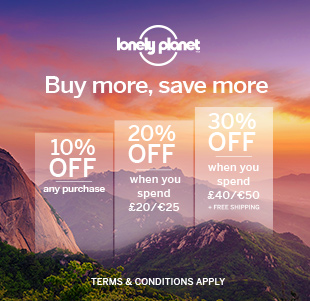 lonely planet
Buy more, save more
10%
OFF
any purchase
20%
OFF
when you
spend
£20/€25
30%
OFF
when you
spend
£40/€50
+ FREE SHIPPING
TERMS & CONDITIONS APPLY